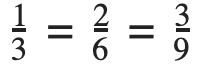 1/3 = 2/6 = 3/9